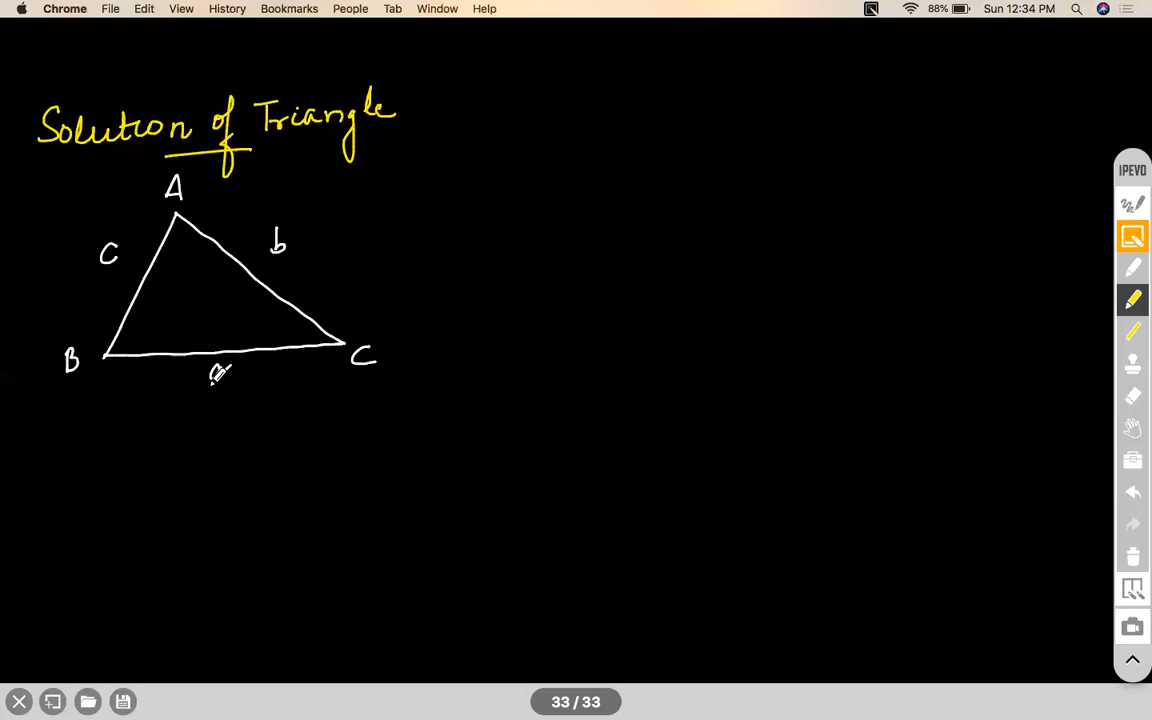 Chrome File Edit View History Bookmarks People Tab Window Help 88% Sun 12:34 PM
Solution of Triangle
A
c b
B C
a
IPEVO
33 / 33